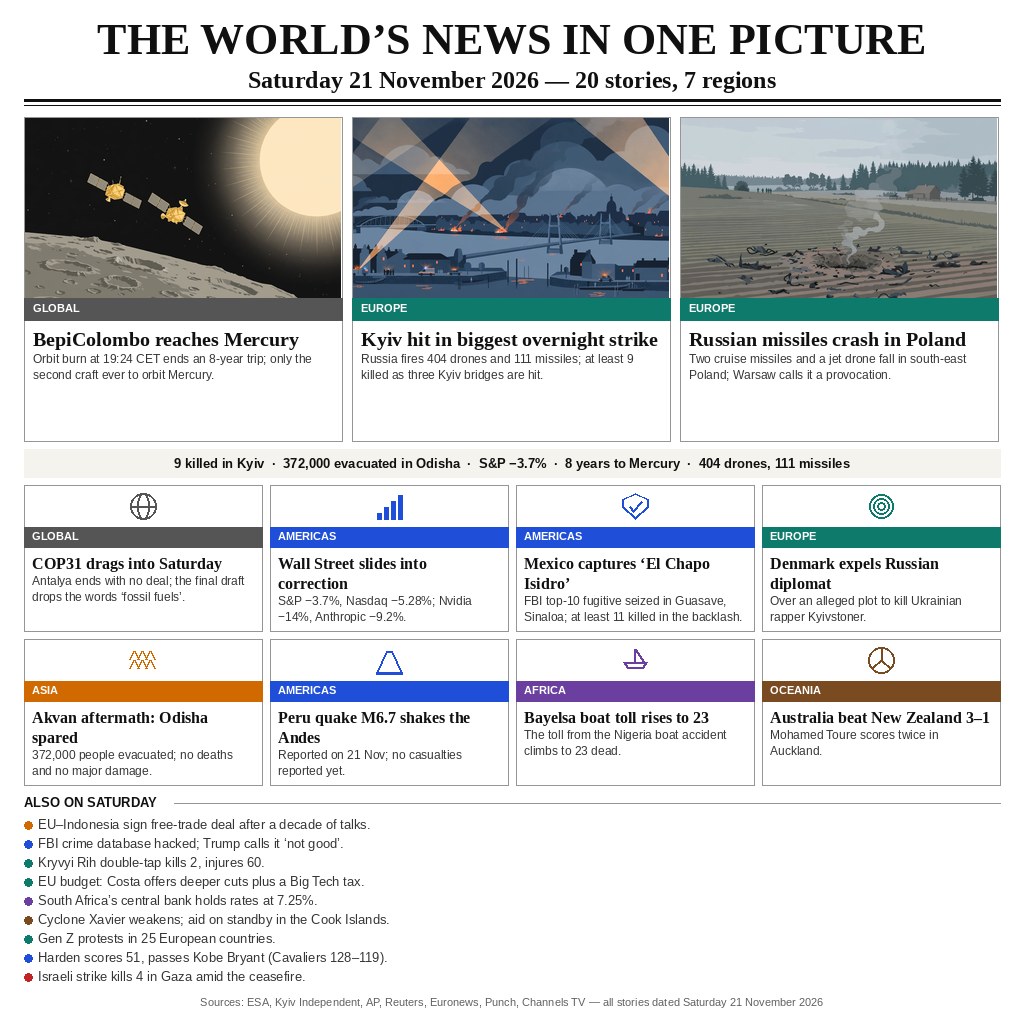 THE WORLD’S NEWS IN ONE PICTURE
Saturday 21 November 2026 — 20 stories, 7 regions
GLOBAL
BepiColombo reaches Mercury
Orbit burn at 19:24 CET ends an 8-year trip; only the
second craft ever to orbit Mercury.
EUROPE
Kyiv hit in biggest overnight strike
Russia fires 404 drones and 111 missiles; at least 9
killed as three Kyiv bridges are hit.
EUROPE
Russian missiles crash in Poland
Two cruise missiles and a jet drone fall in south-east
Poland; Warsaw calls it a provocation.
9 killed in Kyiv · 372,000 evacuated in Odisha · S&P −3.7% · 8 years to Mercury · 404 drones, 111 missiles
GLOBAL
COP31 drags into Saturday
Antalya ends with no deal; the final draft
drops the words ‘fossil fuels’.
AMERICAS
Wall Street slides into
correction
S&P −3.7%, Nasdaq −5.28%; Nvidia
−14%, Anthropic −9.2%.
AMERICAS
Mexico captures ‘El Chapo
Isidro’
FBI top-10 fugitive seized in Guasave,
Sinaloa; at least 11 killed in the backlash.
EUROPE
Denmark expels Russian
diplomat
Over an alleged plot to kill Ukrainian
rapper Kyivstoner.
ASIA
Akvan aftermath: Odisha
spared
372,000 people evacuated; no deaths
and no major damage.
AMERICAS
Peru quake M6.7 shakes the
Andes
Reported on 21 Nov; no casualties
reported yet.
AFRICA
Bayelsa boat toll rises to 23
The toll from the Nigeria boat accident
climbs to 23 dead.
OCEANIA
Australia beat New Zealand 3–1
Mohamed Toure scores twice in
Auckland.
ALSO ON SATURDAY
EU–Indonesia sign free-trade deal after a decade of talks.
FBI crime database hacked; Trump calls it ‘not good’.
Kryvyi Rih double-tap kills 2, injures 60.
EU budget: Costa offers deeper cuts plus a Big Tech tax.
South Africa’s central bank holds rates at 7.25%.
Cyclone Xavier weakens; aid on standby in the Cook Islands.
Gen Z protests in 25 European countries.
Harden scores 51, passes Kobe Bryant (Cavaliers 128–119).
Israeli strike kills 4 in Gaza amid the ceasefire.
Sources: ESA, Kyiv Independent, AP, Reuters, Euronews, Punch, Channels TV — all stories dated Saturday 21 November 2026